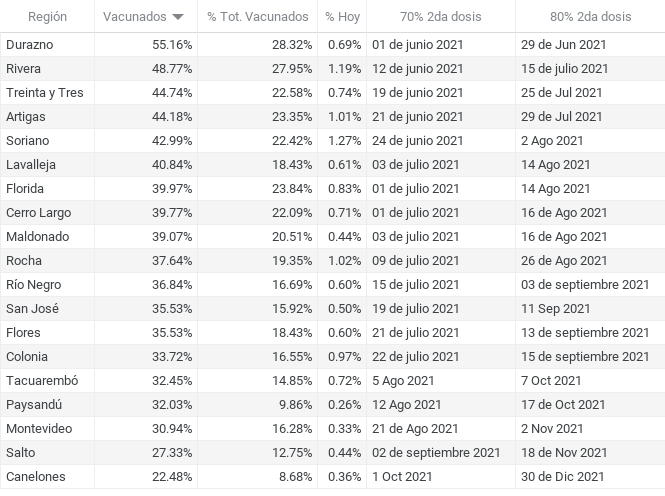 Región Vacunados % Tot. Vacunados % Hoy 70% 2da dosis 80% 2da dosis
Durazno 55.16% 28.32% 0.69% 01 de junio 2021 29 de Jun 2021
Rivera 48.77% 27.95% 1.19% 12 de junio 2021 15 de julio 2021
Treinta y Tres 44.74% 22.58% 0.74% 19 de junio 2021 25 de Jul 2021
Artigas 44.18% 23.35% 1.01% 21 de junio 2021 29 de Jul 2021
Soriano 42.99% 22.42% 1.27% 24 de junio 2021 2 Ago 2021
Lavalleja 40.84% 18.43% 0.61% 03 de julio 2021 14 Ago 2021
Florida 39.97% 23.84% 0.83% 01 de julio 2021 14 Ago 2021
Cerro Largo 39.77% 22.09% 0.71% 01 de julio 2021 16 de Ago 2021
Maldonado 39.07% 20.51% 0.44% 03 de julio 2021 16 de Ago 2021
Rocha 37.64% 19.35% 1.02% 09 de julio 2021 26 de Ago 2021
Río Negro 36.84% 16.69% 0.60% 15 de julio 2021 03 de septiembre 2021
San José 35.53% 15.92% 0.50% 19 de julio 2021 11 Sep 2021
Flores 35.53% 18.43% 0.60% 21 de julio 2021 13 de septiembre 2021
Colonia 33.72% 16.55% 0.97% 22 de julio 2021 15 de septiembre 2021
Tacuarembó 32.45% 14.85% 0.72% 5 Ago 2021 7 Oct 2021
Paysandú 32.03% 9.86% 0.26% 12 Ago 2021 17 de Oct 2021
Montevideo 30.94% 16.28% 0.33% 21 de Ago 2021 2 Nov 2021
Salto 27.33% 12.75% 0.44% 02 de septiembre 2021 18 de Nov 2021
Canelones 22.48% 8.68% 0.36% 1 Oct 2021 30 de Dic 2021